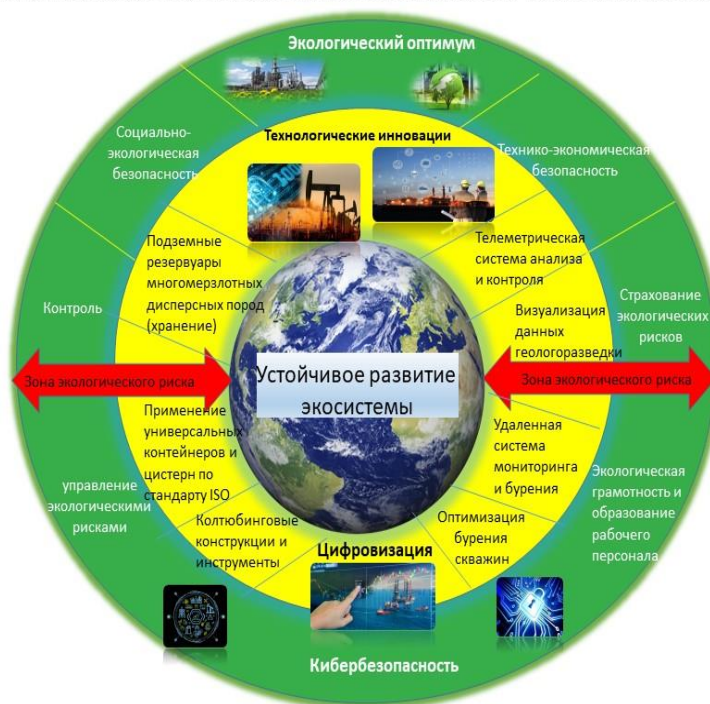 Экологический оптимум
Технологические инновации
Социально-
экологическая
безопасность
Технико-экономическая
безопасность
Подземные
резервуары
многомерзлотных
дисперсных пород
(хранение)
Телеметрическая
система анализа
и контроля
Контроль
Визуализация
данных
геологоразведки
Страхование
экологических
рисков
Зона экологического риска
Устойчивое развитие
экосистемы
Зона экологического риска
Применение
универсальных
контейнеров и
цистерн по
стандарту ISO
Удаленная
система
мониторинга
и бурения
управление
экологическими
рисками
Экологическая
грамотность и
образование
рабочего
персонала
Колтюбинговые
конструкции и
инструменты
Оптимизация
бурения
скважин
Цифровизация
Кибербезопасность